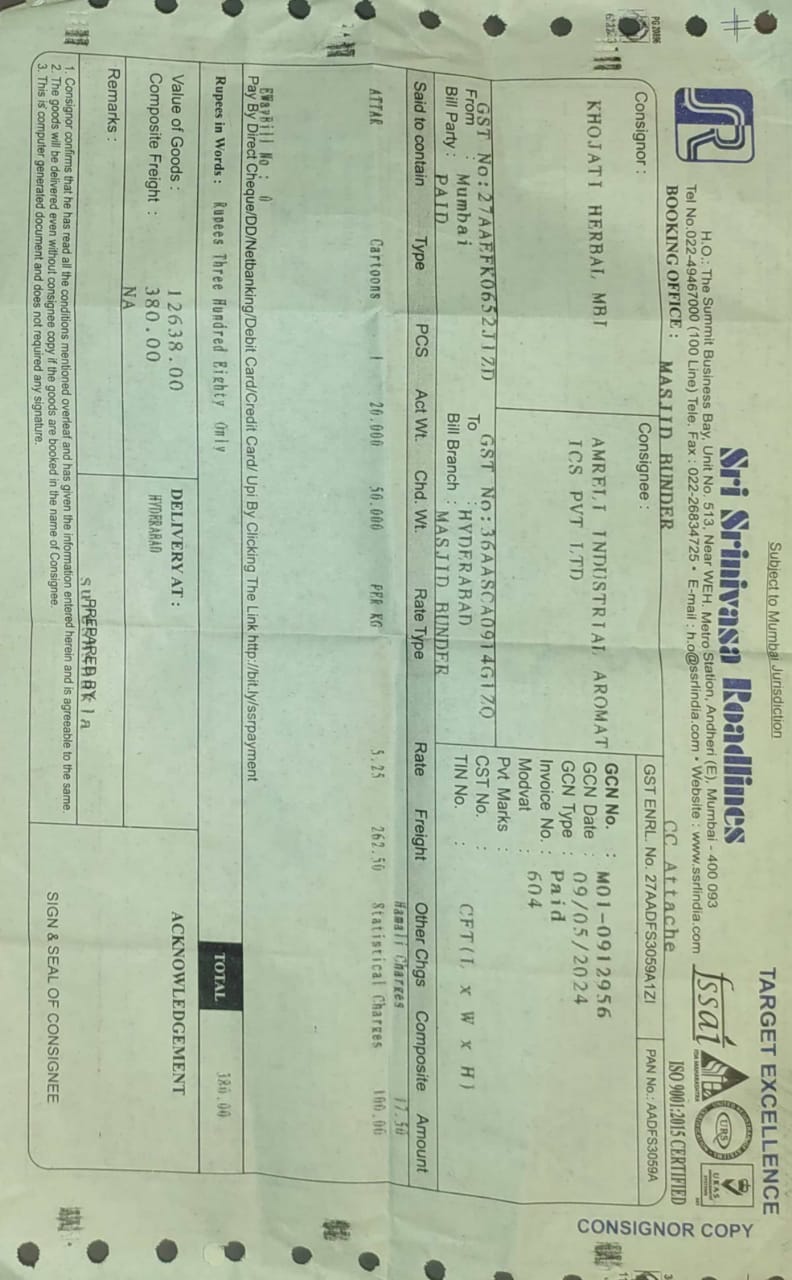 Subject to Mumbai Jurisdiction
TARGET EXCELLENCE
Sri Srinivasa Roadlines
fssai
H.O.: The Summit Business Bay, Unit No. 513, Near WEH. Metro Station, Andheri (E), Mumbai - 400 093
Tel No.022-49467000 (100 Line) Tele. Fax : 022-26834725 • E-mail : h.o@ssrlindia.com • Website : www.ssrlindia.com
URS
UKAS
ISO 9001:2015 CERTIFIED
BOOKING OFFICE : MASJID BUNDER CC Attache
CONSIGNOR COPY
Consignor :
KHOJATI HERBAL MBI
GST No:27AAEFK0652J1ZD
From : Mumbai
Bill Party : PAID
Consignee :
AMRELI INDUSTRIAL AROMAT
ICS PVT LTD
GST No:36AASCA0914G1ZQ
To : HYDERABAD
Bill Branch : MASJID BUNDER
GST ENRL. No. 27AADFS3059A1ZI PAN No.: AADFS3059A
GCN No. : M01-0912956
GCN Date : 09/05/2024
GCN Type : Paid
Invoice No. : 604
Modvat :
Pvt Marks :
CST No. :
TIN No. : CFT(L x W x H)
Said to contain Type PCS Act Wt. Chd. Wt. Rate Type Rate Freight Other Chgs Composite Amount
Hamali Charges 17.50
ATTAR Cartoons 1 20.000 50.000 PER KG 5.25 262.50 Statistical Charges 100.00
EWayBill No : 0
Pay By Direct Cheque/DD/Netbanking/Debit Card/Credit Card/ Upi By Clicking The Link http://bit.ly/ssrpayment
Rupees in Words : Rupees Three Hundred Eighty Only
TOTAL 380.00
Value of Goods : 12638.00
Composite Freight : 380.00
NA
DELIVERY AT :
HYDERABAD
ACKNOWLEDGEMENT
Remarks :
PREPARED BY
1. Consignor confirms that he has read all the conditions mentioned overleaf and has given the information entered herein and is agreeable to the same.
2. The goods will be delivered even without consignee copy if the goods are booked in the name of Consignee.
3. This is computer generated document and does not required any signature.
SIGN & SEAL OF CONSIGNEE